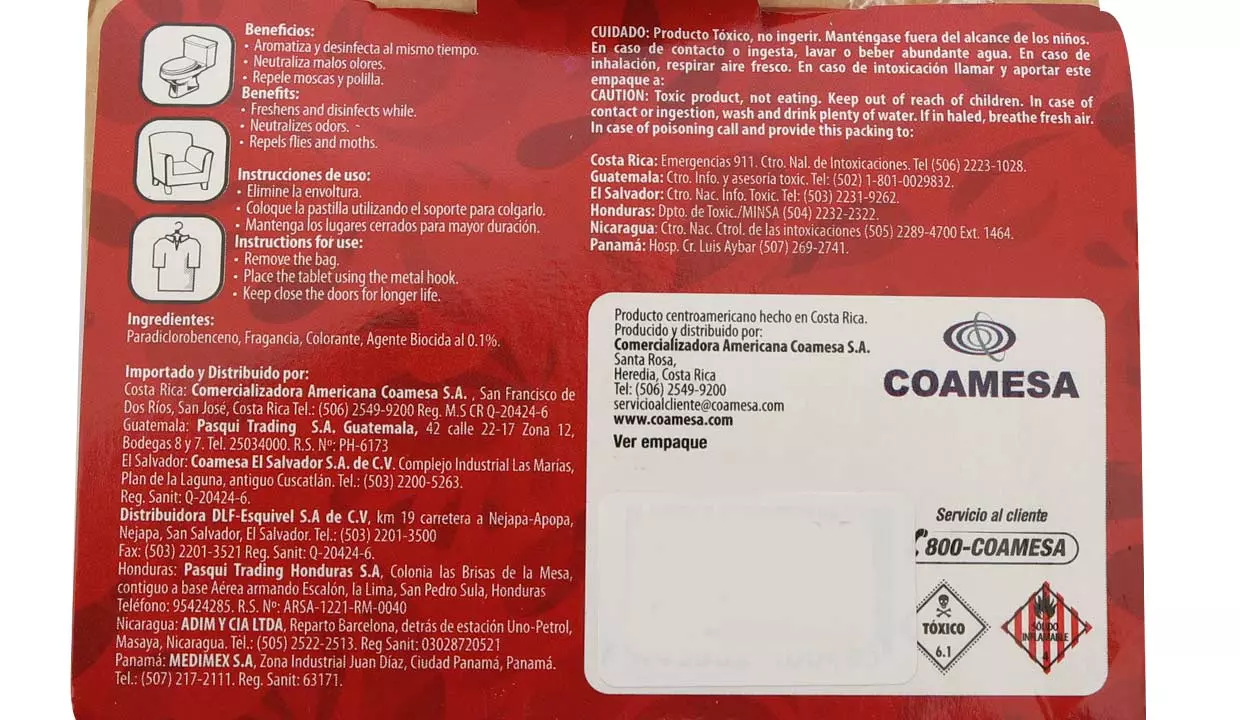 Beneficios:
• Aromatiza y desinfecta al mismo tiempo.
• Neutraliza malos olores.
• Repele moscas y polilla.
Benefits:
• Freshens and disinfects while.
• Neutralizes odors.
• Repels flies and moths.
Instrucciones de uso:
• Elimine la envoltura.
• Coloque la pastilla utilizando el soporte para colgarlo.
• Mantenga los lugares cerrados para mayor duración.
Instructions for use:
• Remove the bag.
• Place the tablet using the metal hook.
• Keep close the doors for longer life.
Ingredientes:
Paradiclorobenceno, Fragancia, Colorante, Agente Biocida al 0.1%.
Importado y Distribuido por:
Costa Rica: Comercializadora Americana Coamesa S.A. , San Francisco de
Dos Ríos, San José, Costa Rica Tel.: (506) 2549-9200 Reg. M.S CR Q-20424-6
Guatemala: Pasqui Trading S.A. Guatemala, 42 calle 22-17 Zona 12,
Bodegas 8 y 7. Tel. 25034000. R.S. Nº: PH-6173
El Salvador: Coamesa El Salvador S.A. de C.V. Complejo Industrial Las Marías,
Plan de la Laguna, antiguo Cuscatlán. Tel.: (503) 2200-5263.
Reg. Sanit: Q-20424-6.
Distribuidora DLF-Esquivel S.A de C.V, km 19 carretera a Nejapa-Apopa,
Nejapa, San Salvador, El Salvador. Tel.: (503) 2201-3500
Fax: (503) 2201-3521 Reg. Sanit: Q-20424-6.
Honduras: Pasqui Trading Honduras S.A, Colonia las Brisas de la Mesa,
contiguo a base Aérea armando Escalón, la Lima, San Pedro Sula, Honduras
Teléfono: 95424285. R.S. Nº: ARSA-1221-RM-0040
Nicaragua: ADIM Y CIA LTDA, Reparto Barcelona, detrás de estación Uno-Petrol,
Masaya, Nicaragua. Tél.: (505) 2522-2513. Reg Sanit: 03028720521
Panamá: MEDIMEX S.A, Zona Industrial Juan Díaz, Ciudad Panamá, Panamá.
Tel.: (507) 217-2111. Reg. Sanit: 63171.
CUIDADO: Producto Tóxico, no ingerir. Manténgase fuera del alcance de los niños.
En caso de contacto o ingesta, lavar o beber abundante agua. En caso de
inhalación, respirar aire fresco. En caso de intoxicación llamar y aportar este
empaque a:
CAUTION: Toxic product, not eating. Keep out of reach of children. In case of
contact or ingestion, wash and drink plenty of water. If in haled, breathe fresh air.
In case of poisoning call and provide this packing to:
Costa Rica: Emergencias 911. Ctro. Nal. de Intoxicaciones. Tel (506) 2223-1028.
Guatemala: Ctro. Info. y asesoria toxic. Tel: (502) 1-801-0029832.
El Salvador: Ctro. Nac. Info. Toxic. Tel: (503) 2231-9262.
Honduras: Dpto. de Toxic./MINSA (504) 2232-2322.
Nicaragua: Ctro. Nac. Ctrol. de las intoxicaciones (505) 2289-4700 Ext. 1464.
Panamá: Hosp. Cr. Luis Aybar (507) 269-2741.
Producto centroamericano hecho en Costa Rica.
Producido y distribuido por:
Comercializadora Americana Coamesa S.A.
Santa Rosa,
Heredia, Costa Rica
Tel: (506) 2549-9200
servicioalcliente@coamesa.com
www.coamesa.com
Ver empaque
COAMESA
Servicio al cliente
800-COAMESA
TÓXICO
6.1
SÓLIDO
INFLAMABLE
4